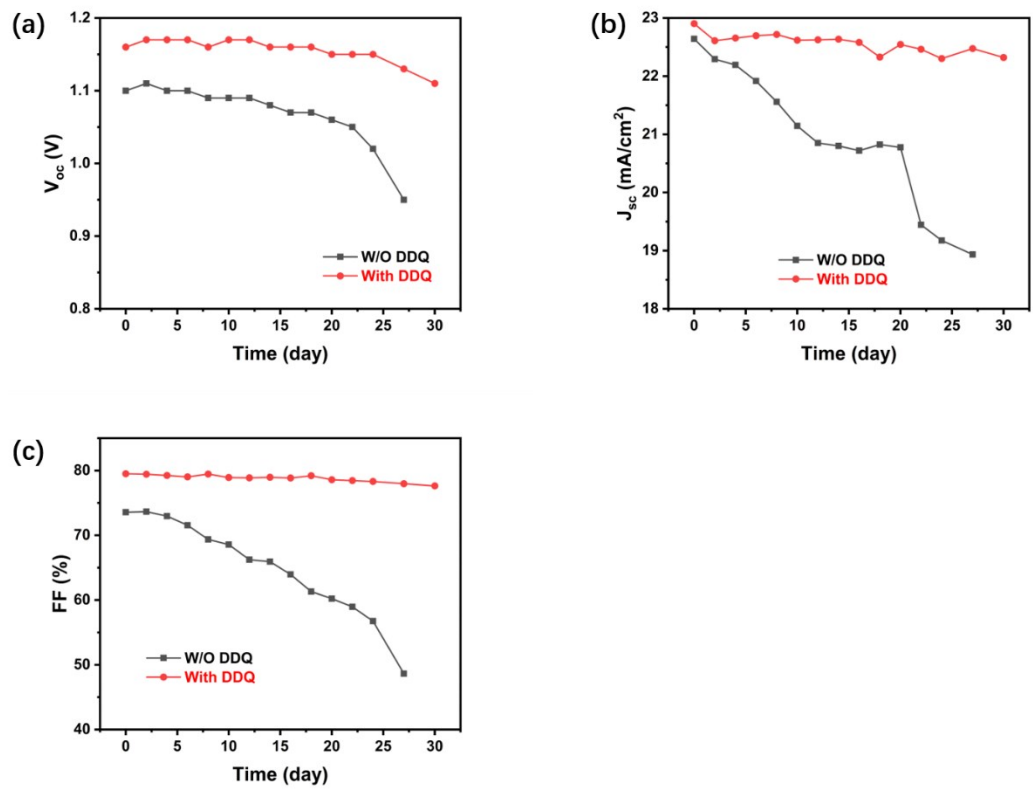 (a)
1.2
1.1
1.0
0.9
0.8
V_oc (V)
W/O DDQ
With DDQ
0 5 10 15 20 25 30
Time (day)
(b)
23
22
21
20
19
18
J_sc (mA/cm²)
W/O DDQ
With DDQ
0 5 10 15 20 25 30
Time (day)
(c)
80
70
60
50
40
FF (%)
W/O DDQ
With DDQ
0 5 10 15 20 25 30
Time (day)